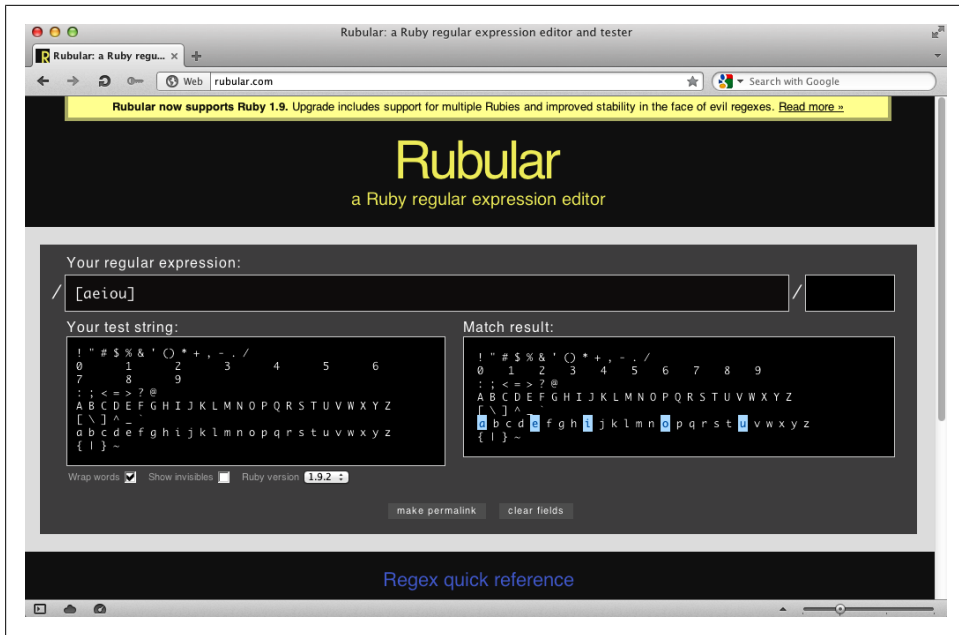 Rubular: a Ruby regular expression editor and tester
Rubular: a Ruby regu...
Web rubular.com Search with Google
Rubular now supports Ruby 1.9. Upgrade includes support for multiple Rubies and improved stability in the face of evil regexes. Read more »
Rubular
a Ruby regular expression editor
Your regular expression:
/ [aeiou] /
Your test string:
! " # $ % & ' () * + , - . /
0 1 2 3 4 5 6
7 8 9
: ; < = > ? @
A B C D E F G H I J K L M N O P Q R S T U V W X Y Z
[ \ ] ^ _
a b c d e f g h i j k l m n o p q r s t u v w x y z
{ | } ~
Match result:
! " # $ % & ' () * + , - . /
0 1 2 3 4 5 6 7 8 9
: ; < = > ? @
A B C D E F G H I J K L M N O P Q R S T U V W X Y Z
[ \ ] ^ _ `
a b c d e f g h i j k l m n o p q r s t u v w x y z
{ | } ~
Wrap words Show invisibles Ruby version 1.9.2
make permalink clear fields
Regex quick reference